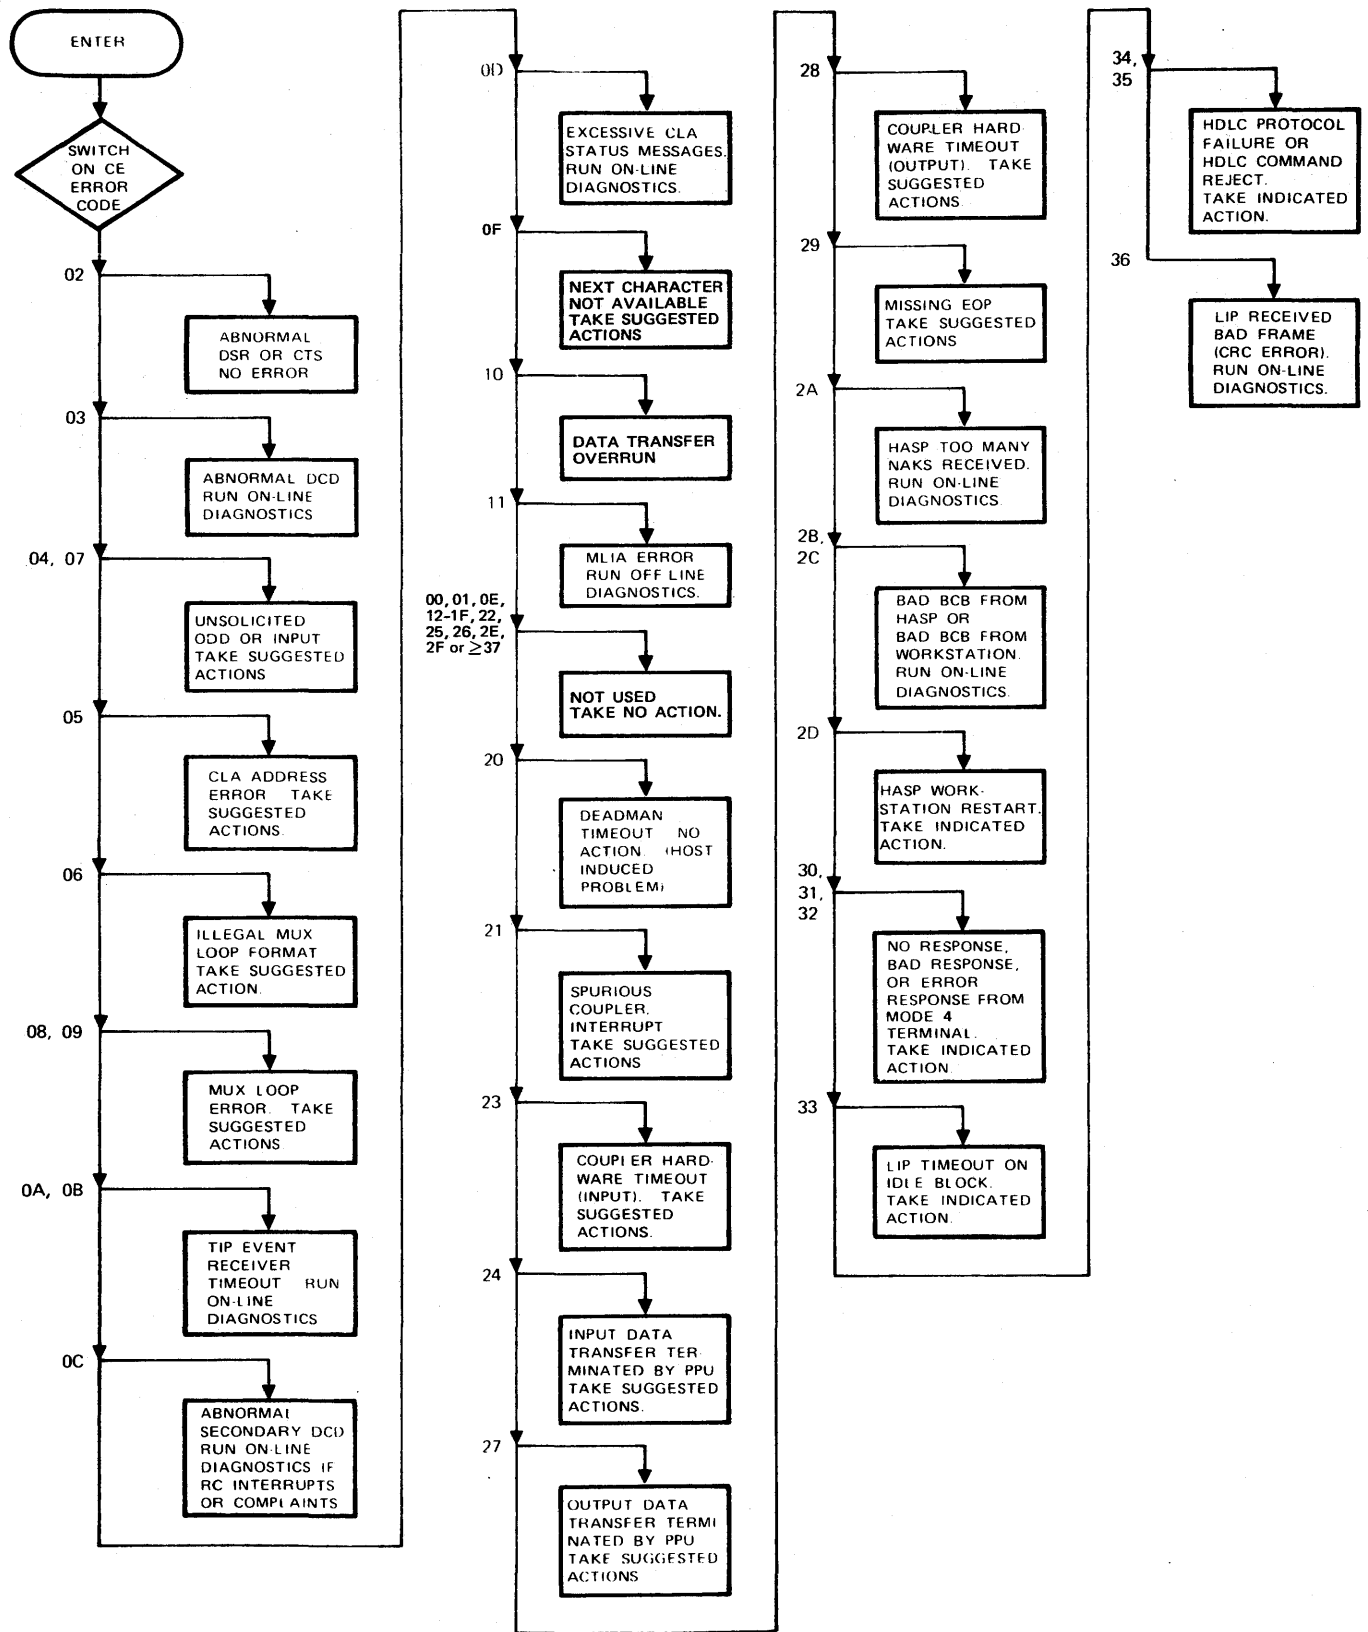 ENTER
SWITCH
ON CE
ERROR
CODE
02
ABNORMAL
DSR OR CTS
NO ERROR
03
ABNORMAL DCD
RUN ON-LINE
DIAGNOSTICS
04, 07
UNSOLICITED
ODD OR INPUT
TAKE SUGGESTED
ACTIONS
05
CLA ADDRESS
ERROR TAKE
SUGGESTED
ACTIONS.
06
ILLEGAL MUX
LOOP FORMAT
TAKE SUGGESTED
ACTION.
08, 09
MUX LOOP
ERROR. TAKE
SUGGESTED
ACTIONS.
0A, 0B
TIP EVENT
RECEIVER
TIMEOUT RUN
ON-LINE
DIAGNOSTICS
0C
ABNORMAL
SECONDARY DCD
RUN ON-LINE
DIAGNOSTICS IF
RC INTERRUPTS
OR COMPLAINTS
0D
EXCESSIVE CLA
STATUS MESSAGES.
RUN ON-LINE
DIAGNOSTICS.
0F
NEXT CHARACTER
NOT AVAILABLE
TAKE SUGGESTED
ACTIONS
10
DATA TRANSFER
OVERRUN
11
MLIA ERROR
RUN OFF LINE
DIAGNOSTICS.
00, 01, 0E,
12-1F, 22,
25, 26, 2E,
2F or ≥37
NOT USED
TAKE NO ACTION.
20
DEADMAN
TIMEOUT NO
ACTION. (HOST
INDUCED
PROBLEM)
21
SPURIOUS
COUPLER.
INTERRUPT
TAKE SUGGESTED
ACTIONS
23
COUPLER HARD-
WARE TIMEOUT
(INPUT). TAKE
SUGGESTED
ACTIONS.
24
INPUT DATA
TRANSFER TER-
MINATED BY PPU
TAKE SUGGESTED
ACTIONS.
27
OUTPUT DATA
TRANSFER TERMI
NATED BY PPU
TAKE SUGGESTED
ACTIONS
28
COUPLER HARD-
WARE TIMEOUT
(OUTPUT). TAKE
SUGGESTED
ACTIONS.
29
MISSING EOP
TAKE SUGGESTED
ACTIONS
2A
HASP TOO MANY
NAKS RECEIVED.
RUN ON-LINE
DIAGNOSTICS.
2B,
2C
BAD BCB FROM
HASP OR
BAD BCB FROM
WORKSTATION.
RUN ON-LINE
DIAGNOSTICS.
2D
HASP WORK-
STATION RESTART.
TAKE INDICATED
ACTION.
30,
31,
32
NO RESPONSE,
BAD RESPONSE,
OR ERROR
RESPONSE FROM
MODE 4
TERMINAL.
TAKE INDICATED
ACTION.
33
LIP TIMEOUT ON
IDLE BLOCK.
TAKE INDICATED
ACTION.
34,
35
HDLC PROTOCOL
FAILURE OR
HDLC COMMAND
REJECT.
TAKE INDICATED
ACTION.
36
LIP RECEIVED
BAD FRAME
(CRC ERROR).
RUN ON-LINE
DIAGNOSTICS.